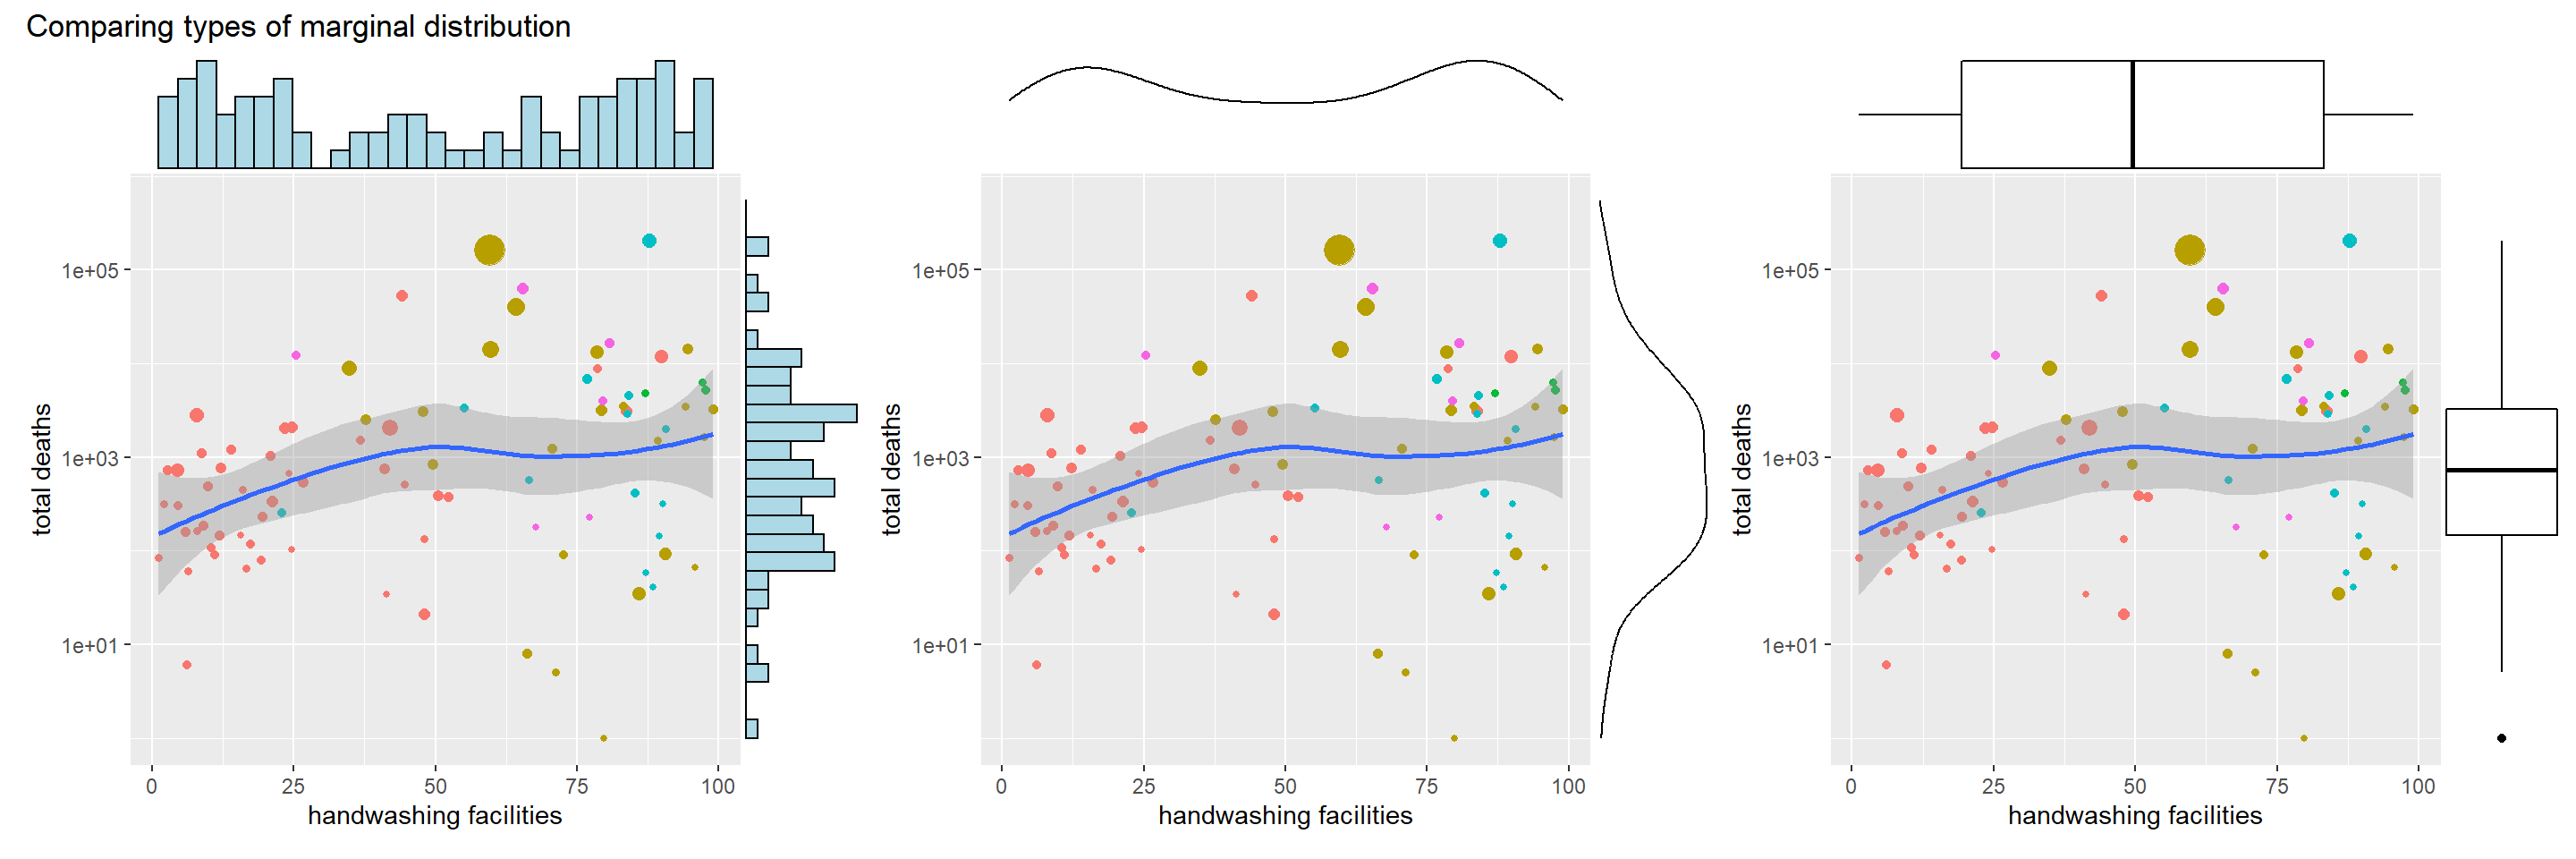 Comparing types of marginal distribution
total deaths
1e+05
1e+03
1e+01
0 25 50 75 100
handwashing facilities
total deaths
1e+05
1e+03
1e+01
0 25 50 75 100
handwashing facilities
total deaths
1e+05
1e+03
1e+01
0 25 50 75 100
handwashing facilities